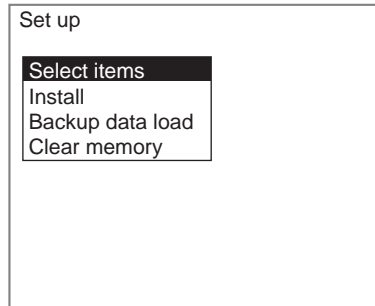 Set up
Select items
Install
Backup data load
Clear memory